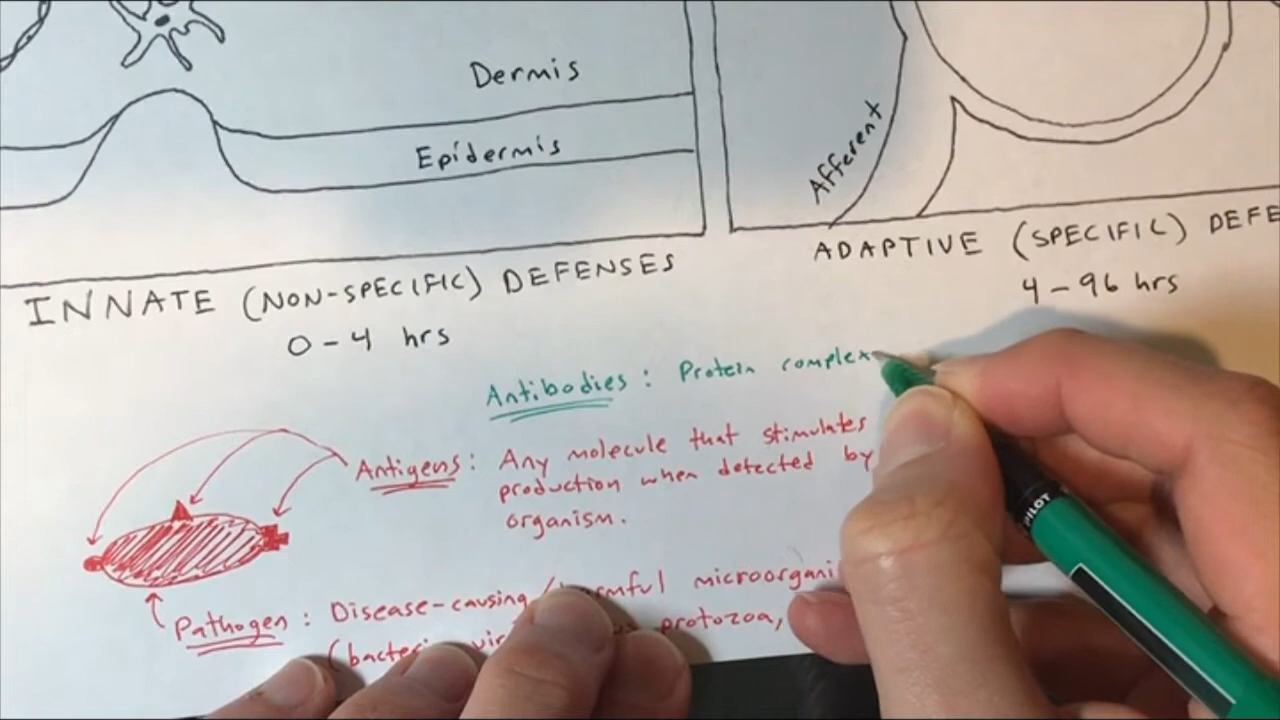 Dermis
Epidermis
Afferent
INNATE (NON-SPECIFIC) DEFENSES
0-4 hrs
ADAPTIVE (SPECIFIC) DEFE
4-96 hrs
Antibodies: Protein complex
Antigens: Any molecule that stimulates
production when detected by
organism.
Pathogen: Disease-causing/ microorgani
protozoa,
PILOT